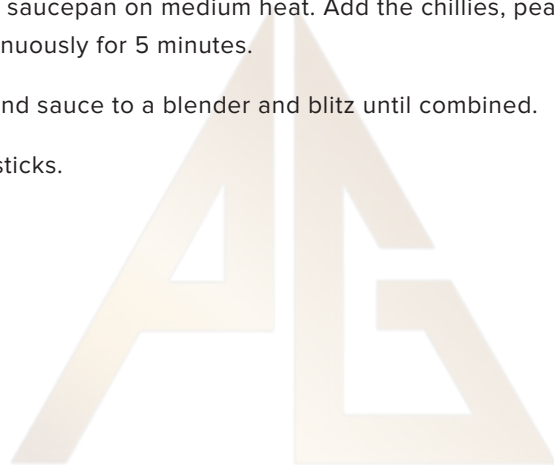 saucepan on medium heat. Add the chillies, pea
nuously for 5 minutes.
nd sauce to a blender and blitz until combined.
sticks.
AG